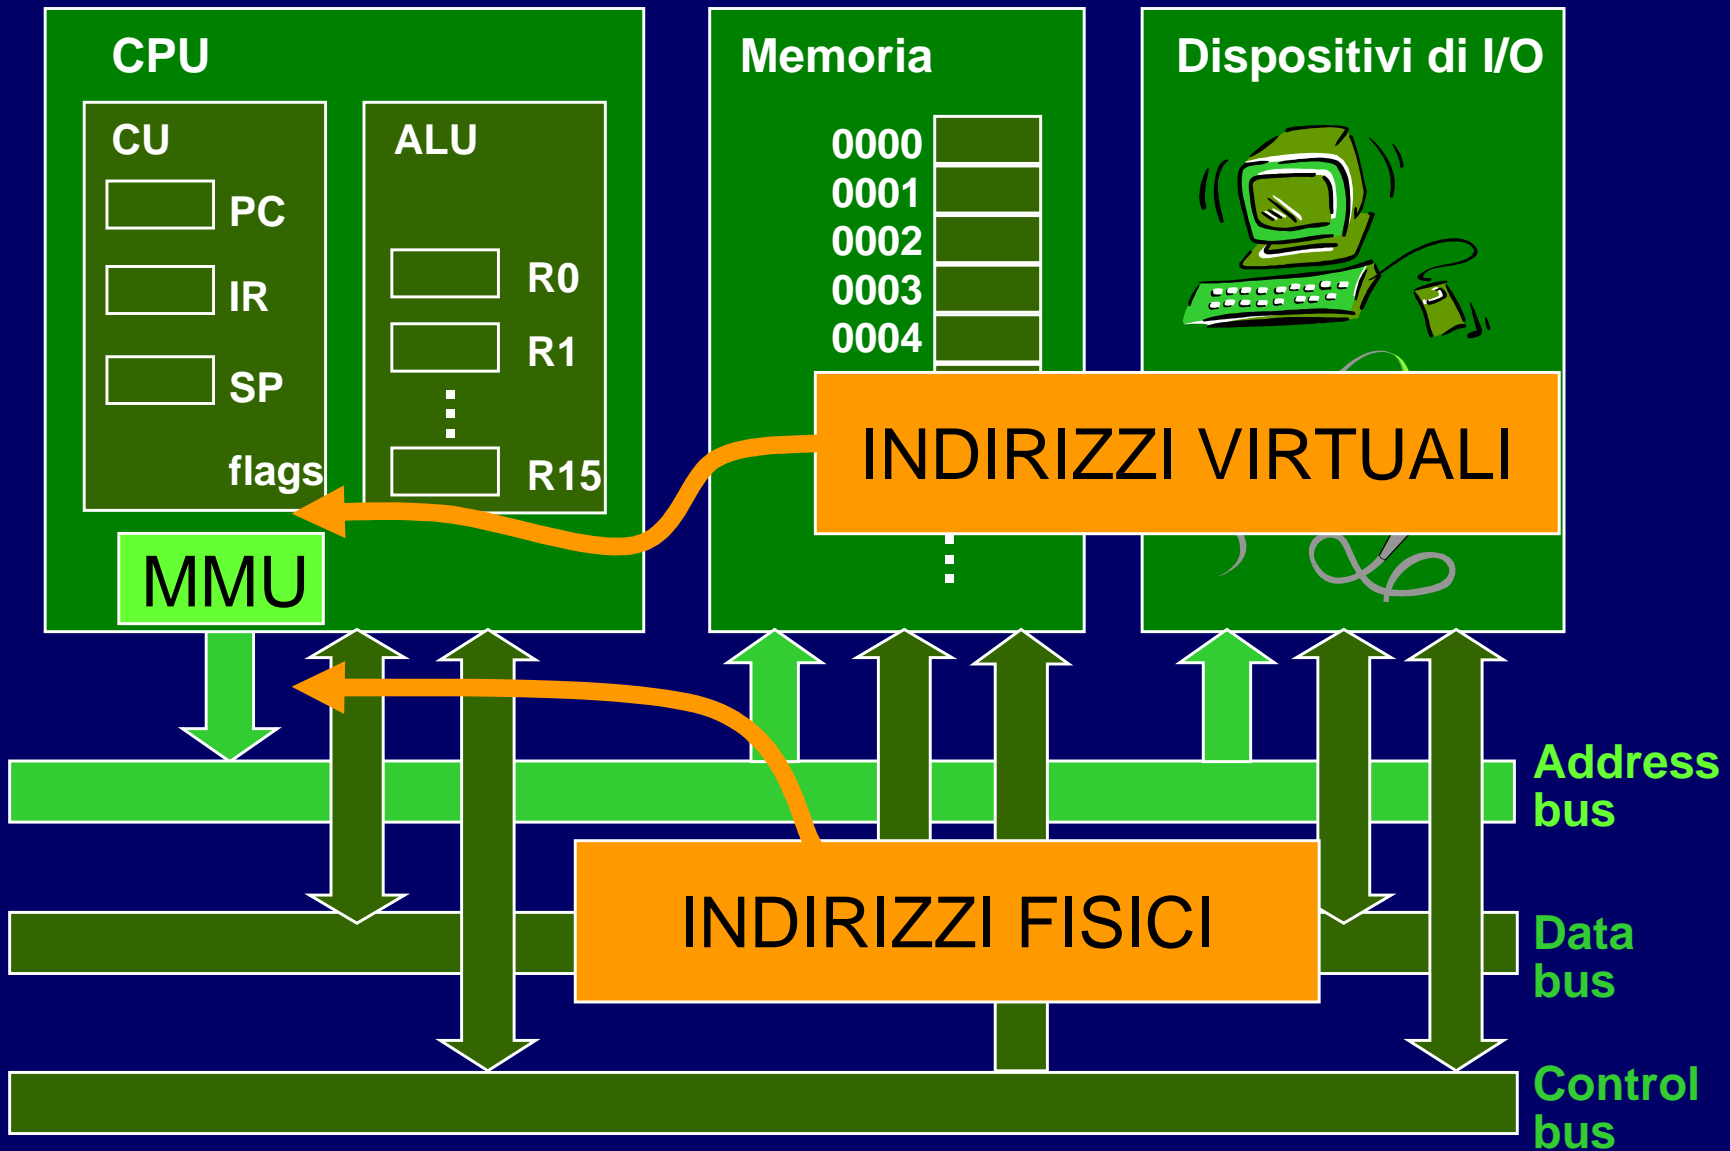 CPU
CU
PC
IR
SP
flags
ALU
R0
R1
R15
MMU
Memoria
0000
0001
0002
0003
0004
Dispositivi di I/O
INDIRIZZI VIRTUALI
INDIRIZZI FISICI
Address
bus
Data
bus
Control
bus